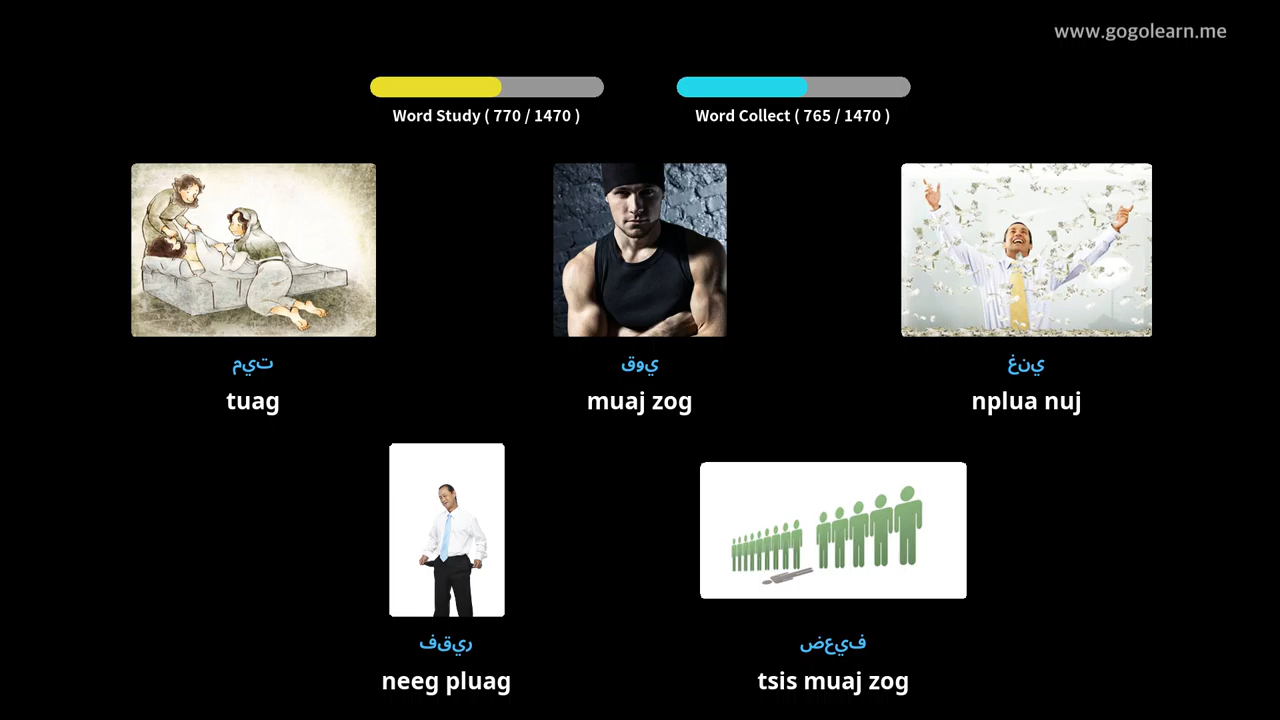 www.gogolearn.me
Word Study ( 770 / 1470 )
Word Collect ( 765 / 1470 )
ميت
tuag
قوي
muaj zog
غني
nplua nuj
فقير
neeg pluag
ضعيف
tsis muaj zog